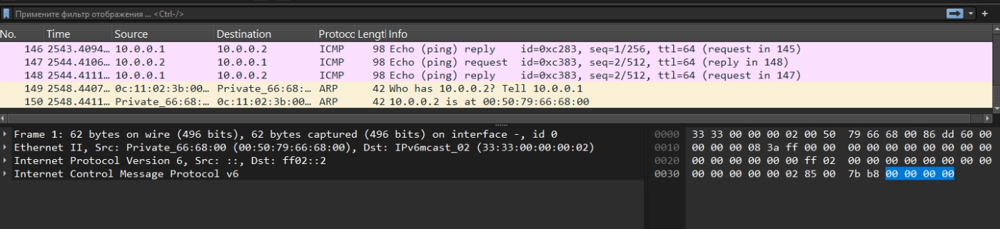 Примените фильтр отображения ... <Ctrl-/>
No. Time Source Destination Protocc Lengtl Info
146 2543.4094… 10.0.0.1 10.0.0.2 ICMP 98 Echo (ping) reply id=0xc283, seq=1/256, ttl=64 (request in 145)
147 2544.4106… 10.0.0.2 10.0.0.1 ICMP 98 Echo (ping) request id=0xc383, seq=2/512, ttl=64 (reply in 148)
148 2544.4111… 10.0.0.1 10.0.0.2 ICMP 98 Echo (ping) reply id=0xc383, seq=2/512, ttl=64 (request in 147)
149 2548.4407… 0c:11:02:3b:00… Private_66:68:… ARP 42 Who has 10.0.0.2? Tell 10.0.0.1
150 2548.4411… Private_66:68:… 0c:11:02:3b:00… ARP 42 10.0.0.2 is at 00:50:79:66:68:00
Frame 1: 62 bytes on wire (496 bits), 62 bytes captured (496 bits) on interface -, id 0
Ethernet II, Src: Private_66:68:00 (00:50:79:66:68:00), Dst: IPv6mcast_02 (33:33:00:00:00:02)
Internet Protocol Version 6, Src: ::, Dst: ff02::2
Internet Control Message Protocol v6
0000 33 33 00 00 00 02 00 50 79 66 68 00 86 dd 60 00
0010 00 00 00 08 3a ff 00 00 00 00 00 00 00 00 00 00
0020 00 00 00 00 00 00 ff 02 00 00 00 00 00 00 00 00
0030 00 00 00 00 00 02 85 00 7b b8 00 00 00 00